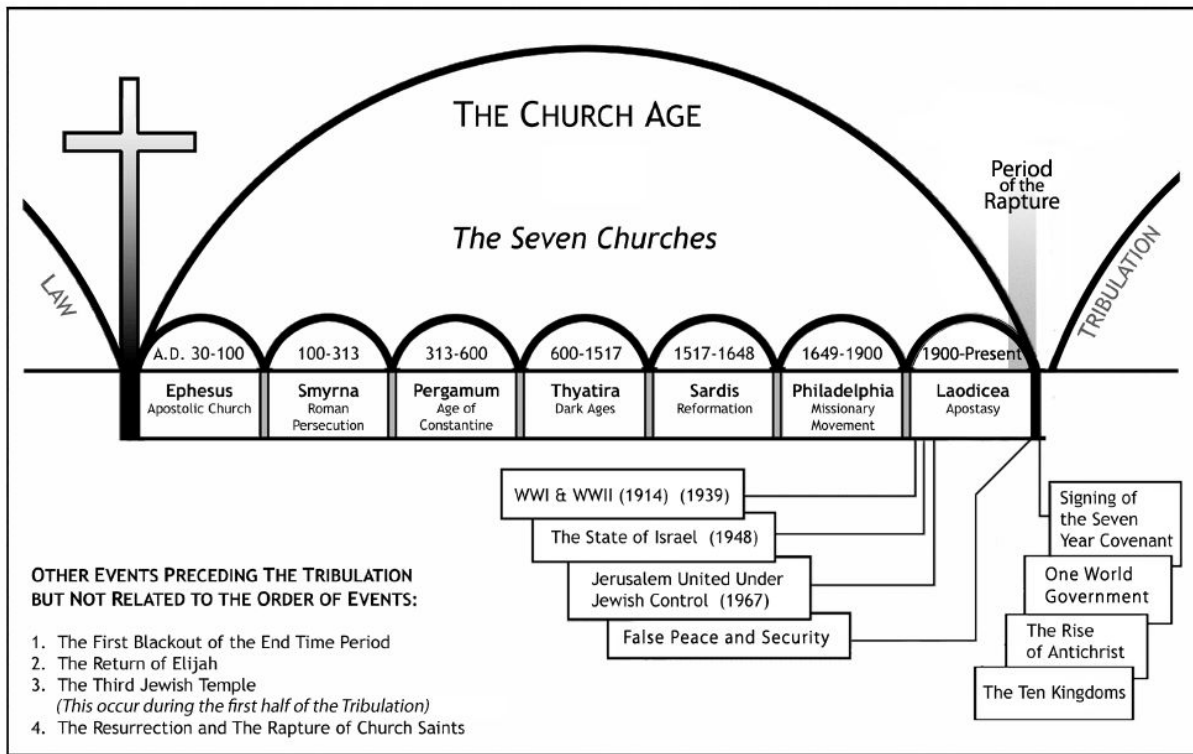 THE CHURCH AGE
The Seven Churches
Period
of the
Rapture
LAW
TRIBULATION
A.D. 30-100
100-313
313-600
600-1517
1517-1648
1649-1900
1900-Present
Ephesus
Apostolic Church
Smyrna
Roman
Persecution
Pergamum
Age of
Constantine
Thyatira
Dark Ages
Sardis
Reformation
Philadelphia
Missionary
Movement
Laodicea
Apostasy
WWI & WWII (1914) (1939)
The State of Israel (1948)
Jerusalem United Under
Jewish Control (1967)
False Peace and Security
Signing of
the Seven
Year Covenant
One World
Government
The Rise
of Antichrist
The Ten Kingdoms
OTHER EVENTS PRECEDING THE TRIBULATION
BUT NOT RELATED TO THE ORDER OF EVENTS:
1. The First Blackout of the End Time Period
2. The Return of Elijah
3. The Third Jewish Temple
(This occur during the first half of the Tribulation)
4. The Resurrection and The Rapture of Church Saints